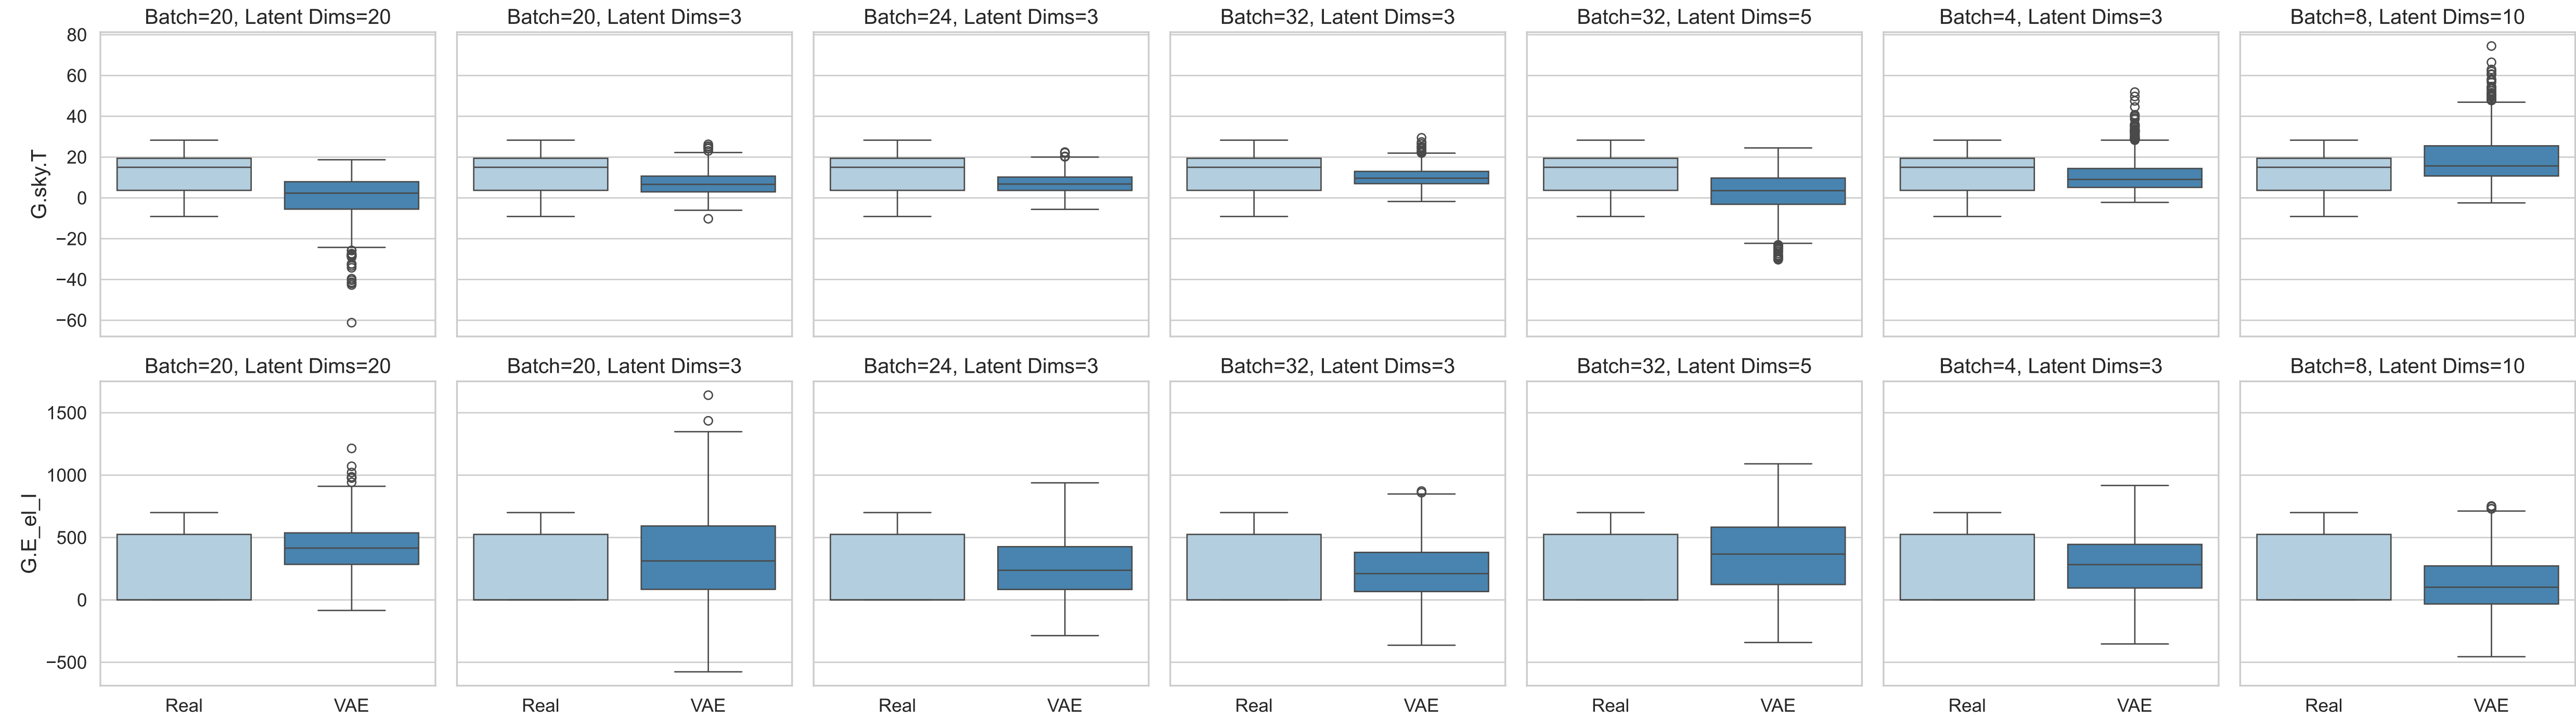 Batch=20, Latent Dims=20 Batch=20, Latent Dims=3 Batch=24, Latent Dims=3 Batch=32, Latent Dims=3 Batch=32, Latent Dims=5 Batch=4, Latent Dims=3 Batch=8, Latent Dims=10
80
60
40
20
0
−20
−40
−60
G.sky.T
Batch=20, Latent Dims=20 Batch=20, Latent Dims=3 Batch=24, Latent Dims=3 Batch=32, Latent Dims=3 Batch=32, Latent Dims=5 Batch=4, Latent Dims=3 Batch=8, Latent Dims=10
1500
1000
500
0
−500
G.E_el_I
Real VAE Real VAE Real VAE Real VAE Real VAE Real VAE Real VAE